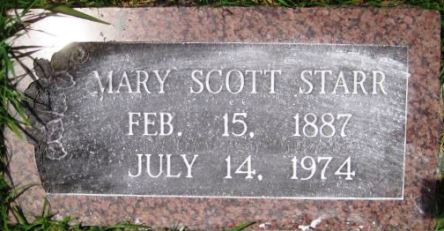 MARY SCOTT STARR
FEB. 15, 1887
JULY 14, 1974